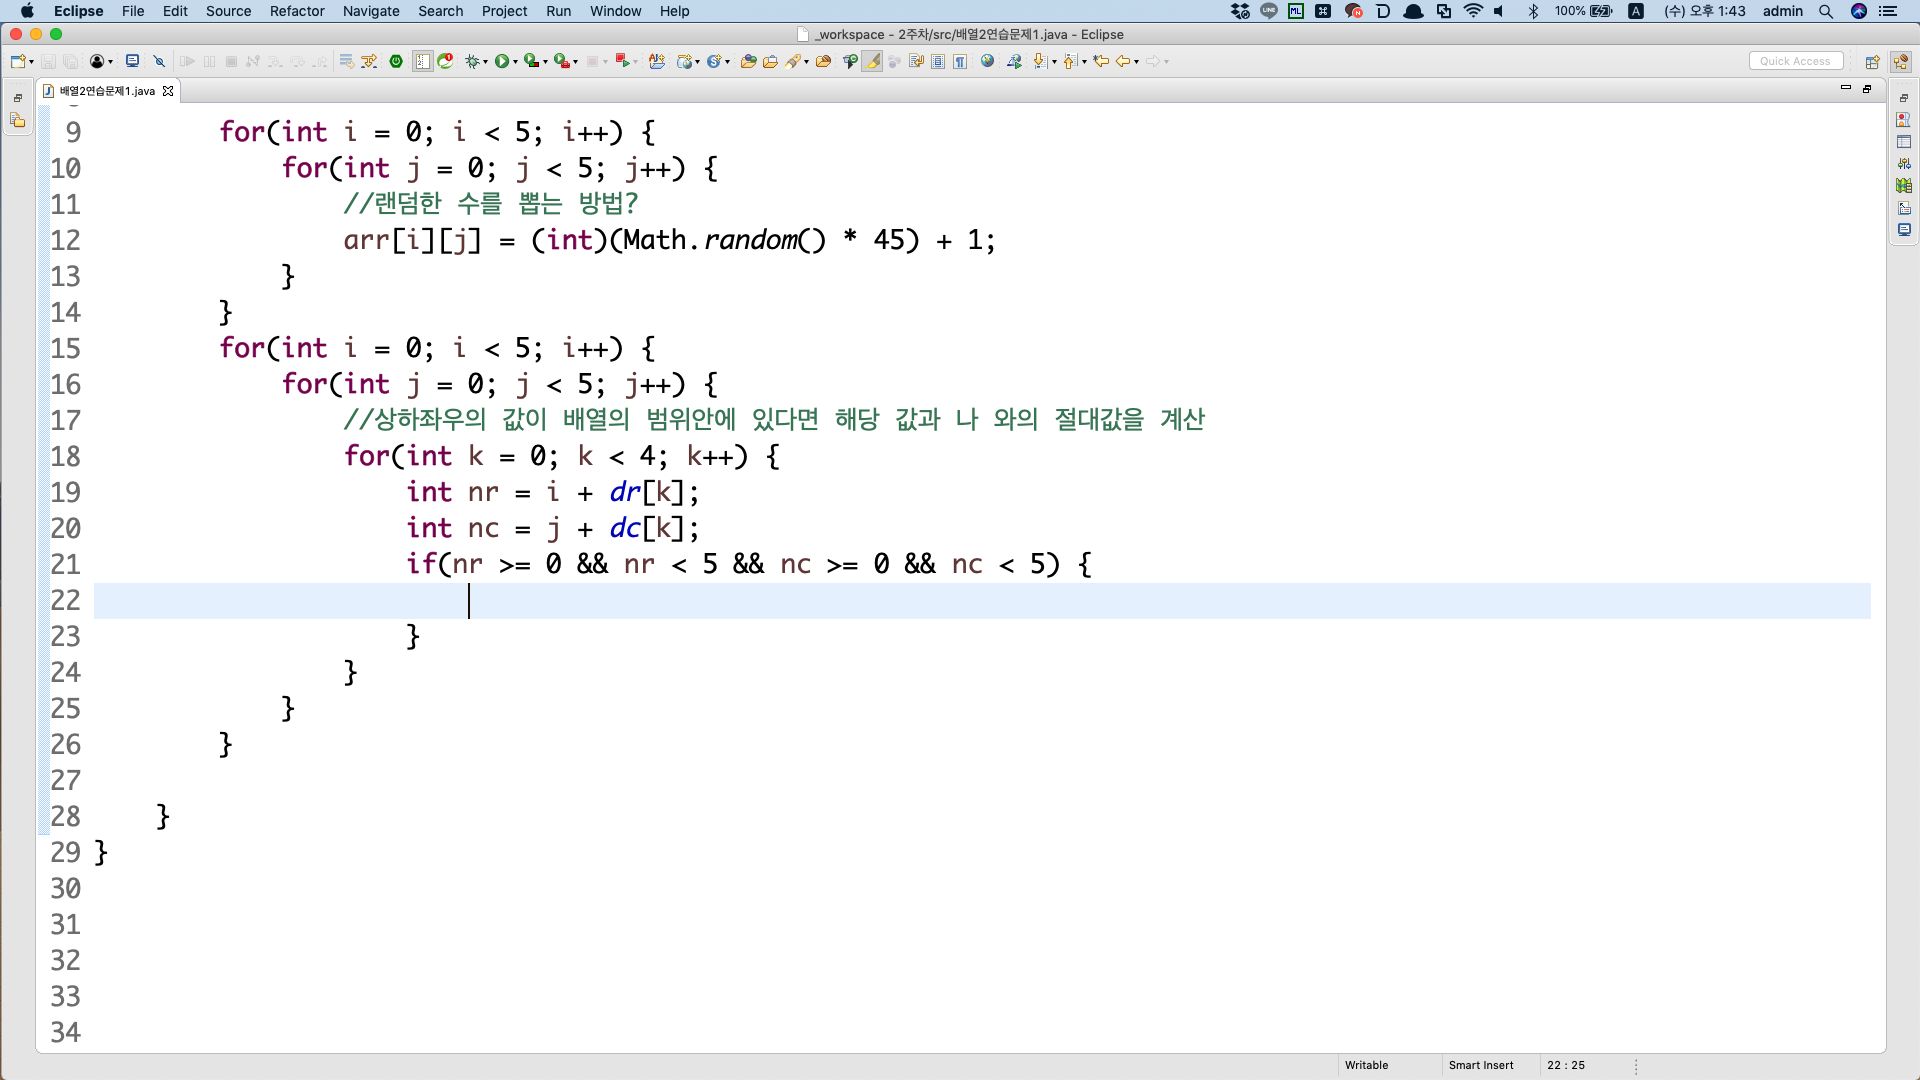 Eclipse File Edit Source Refactor Navigate Search Project Run Window Help 100% A (수) 오후 1:43 admin
_workspace - 2주차/src/배열2연습문제1.java - Eclipse
Quick Access
배열2연습문제1.java
9 for(int i = 0; i < 5; i++) {
10 for(int j = 0; j < 5; j++) {
11 //랜덤한 수를 뽑는 방법?
12 arr[i][j] = (int)(Math.random() * 45) + 1;
13 }
14 }
15 for(int i = 0; i < 5; i++) {
16 for(int j = 0; j < 5; j++) {
17 //상하좌우의 값이 배열의 범위안에 있다면 해당 값과 나 와의 절대값을 계산
18 for(int k = 0; k < 4; k++) {
19 int nr = i + dr[k];
20 int nc = j + dc[k];
21 if(nr >= 0 && nr < 5 && nc >= 0 && nc < 5) {
22
23 }
24 }
25 }
26 }
27
28 }
29 }
30
31
32
33
34
Writable Smart Insert 22 : 25